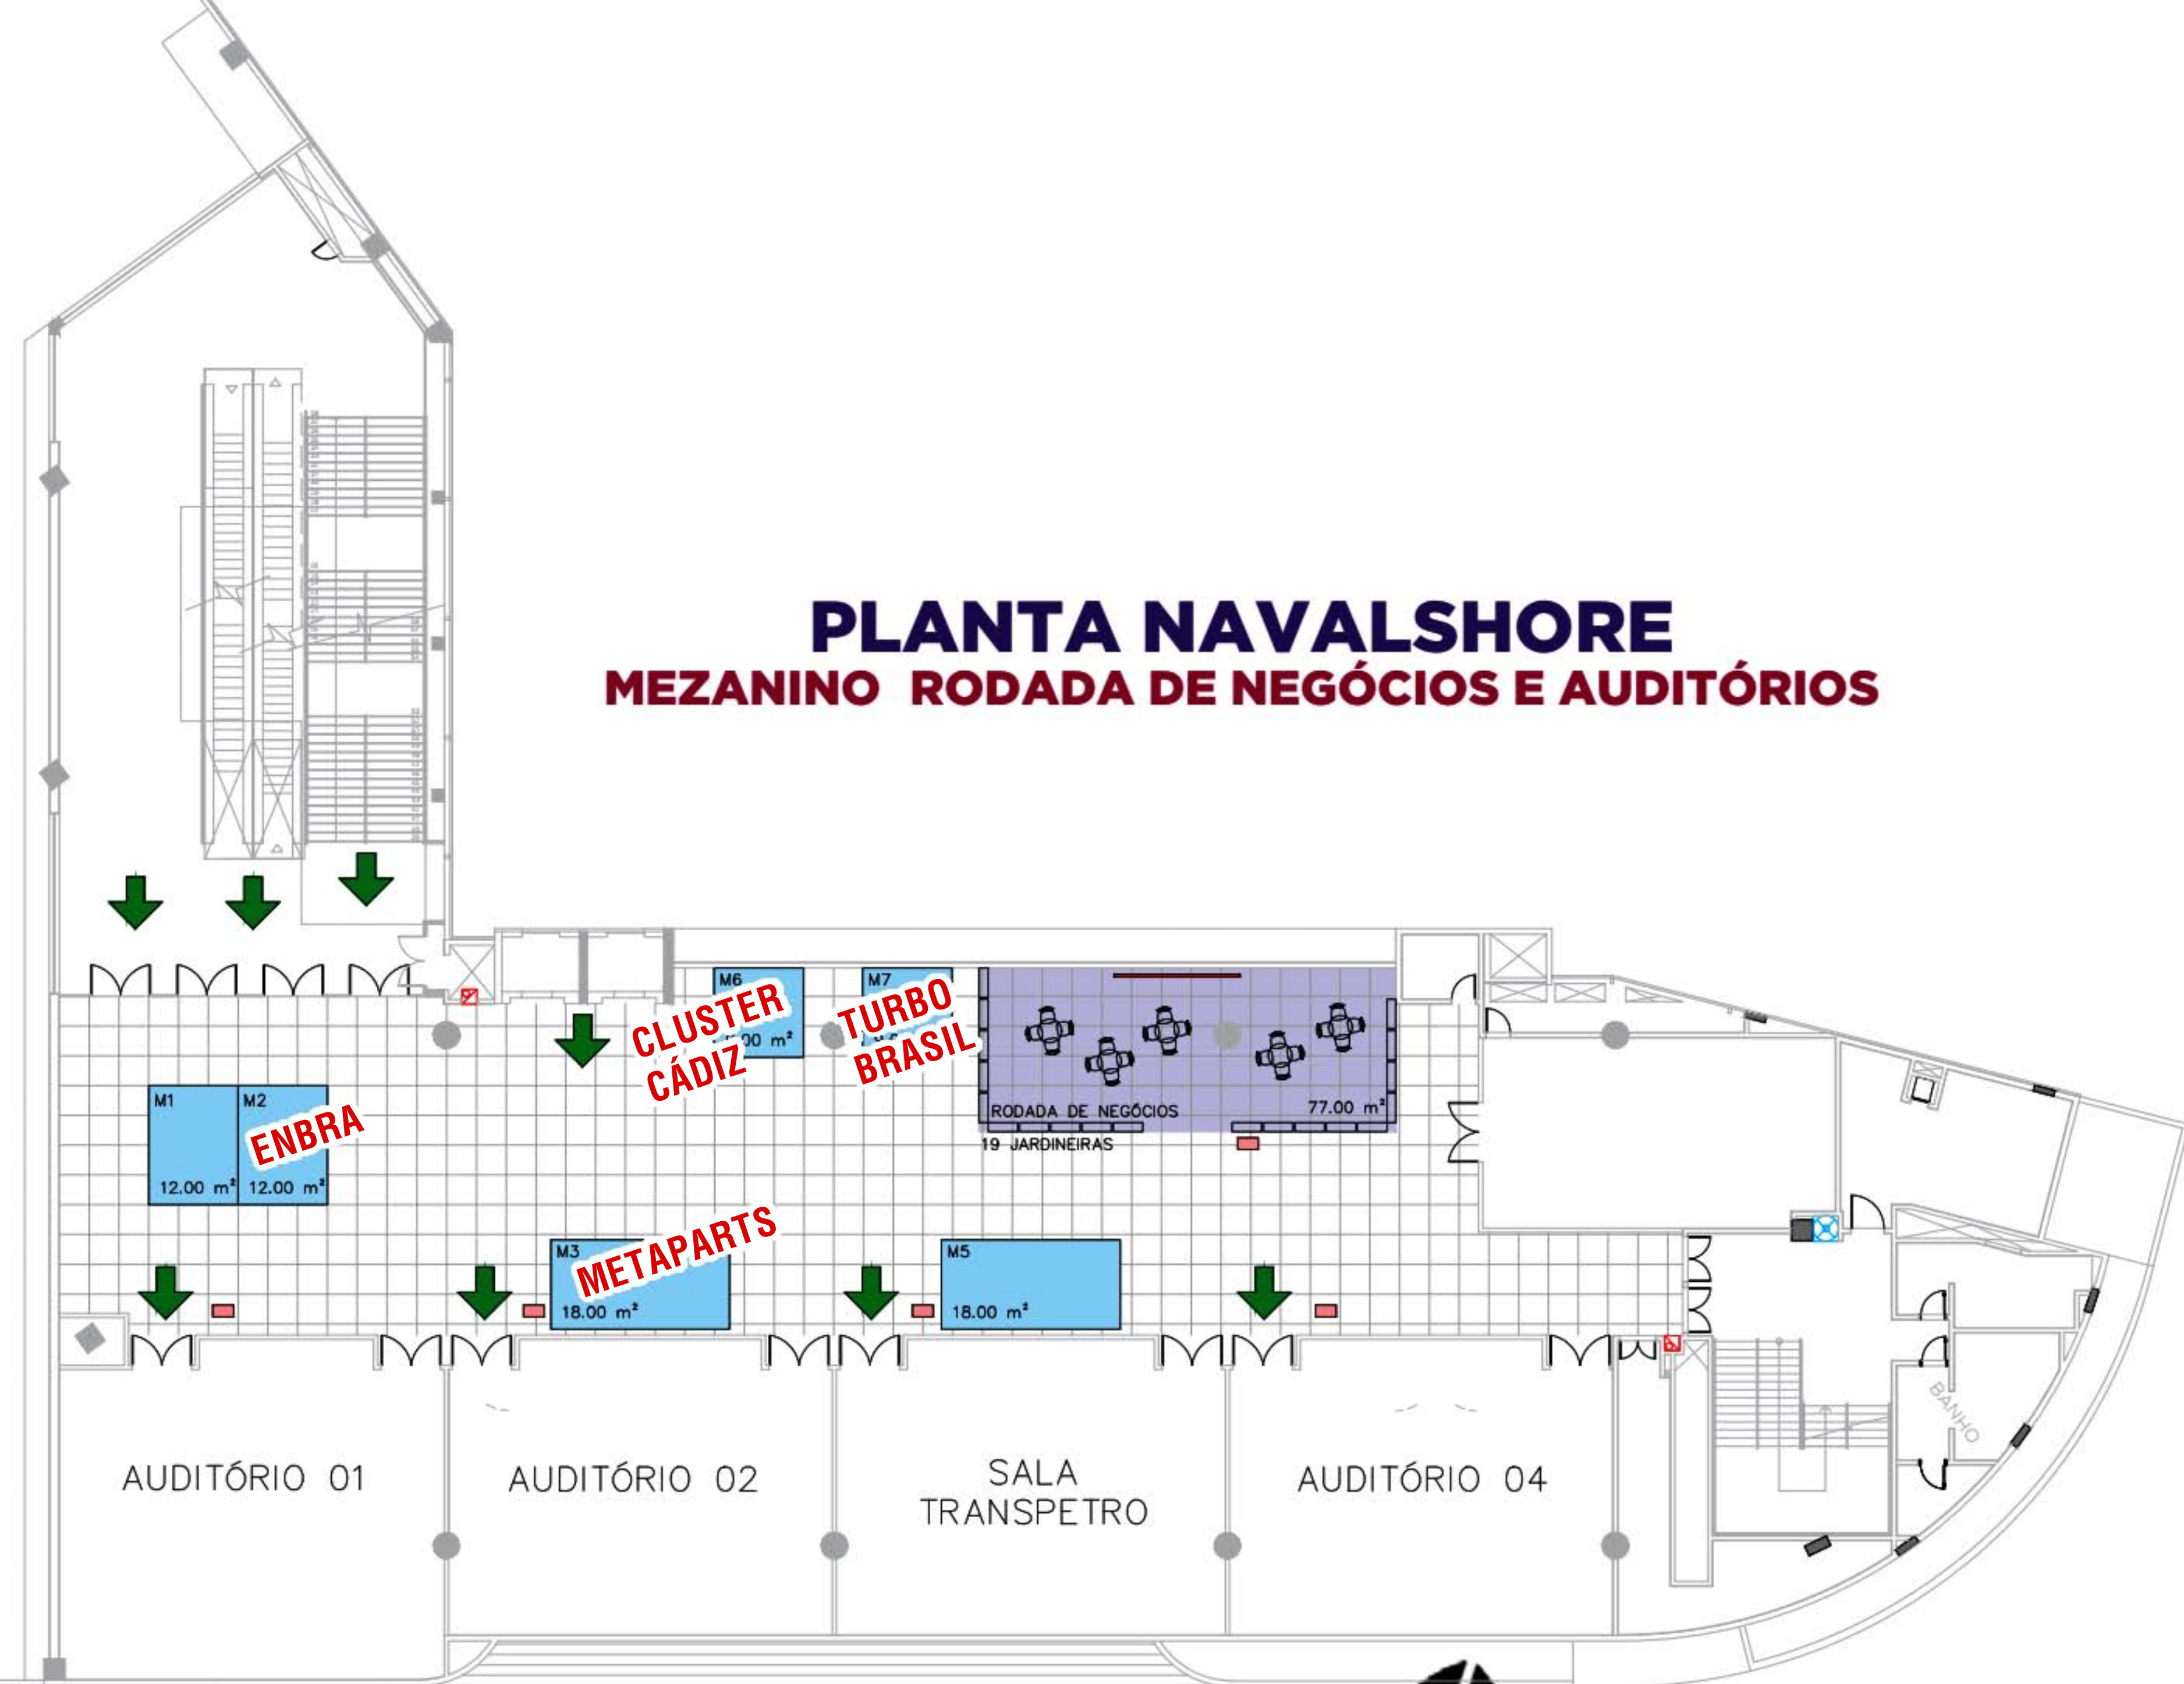 PLANTA NAVALSHORE
MEZANINO RODADA DE NEGÓCIOS E AUDITÓRIOS
M6
CLUSTER
CÁDIZ
M7
TURBO
BRASIL
RODADA DE NEGÓCIOS
77.00 m²
19 JARDINEIRAS
M1
12.00 m²
M2
ENBRA
12.00 m²
M3
METAPARTS
18.00 m²
M5
18.00 m²
AUDITÓRIO 01
AUDITÓRIO 02
SALA
TRANSPETRO
AUDITÓRIO 04
BANHO